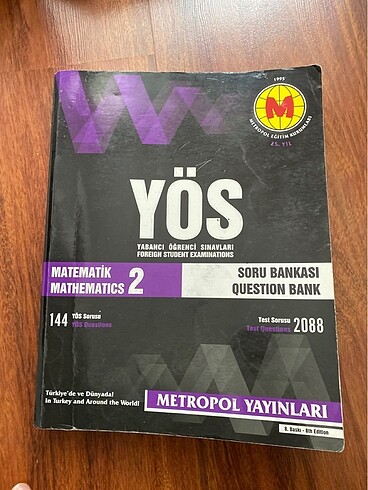 1995
M
METROPOL EĞİTİM KURUMLARI
25. YIL
YÖS
YABANCI ÖĞRENCİ SINAVLARI
FOREIGN STUDENT EXAMINATIONS
MATEMATİK
MATHEMATICS 2
SORU BANKASI
QUESTION BANK
144 YÖS Sorusu
YÖS Questions
Test Sorusu
Test Questions 2088
Türkiye'de ve Dünyada!
In Turkey and Around the World!
METROPOL YAYINLARI
8. Baskı - 8th Edition